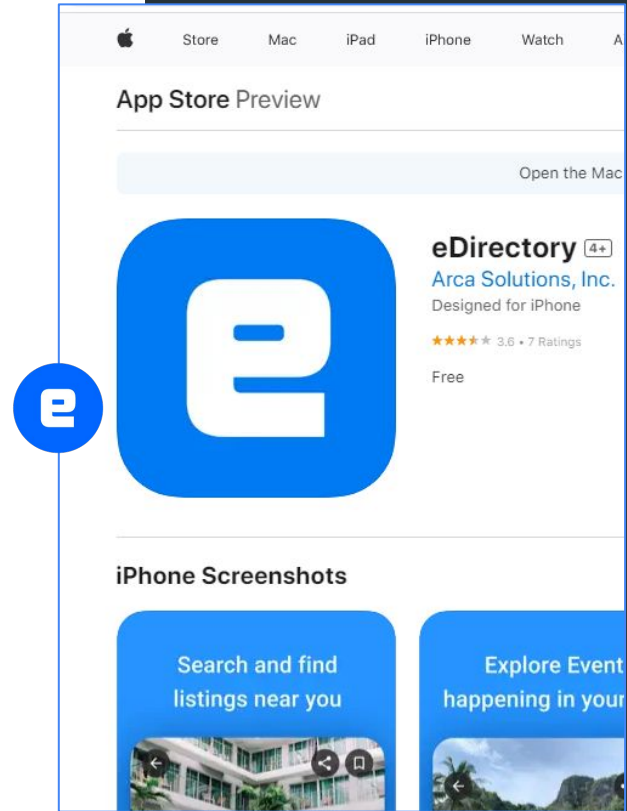 Store Mac iPad iPhone Watch A
App Store Preview
Open the Mac
eDirectory 4+
Arca Solutions, Inc.
Designed for iPhone
3.6 • 7 Ratings
Free
e
e
iPhone Screenshots
Search and find
listings near you
Explore Event
happening in your